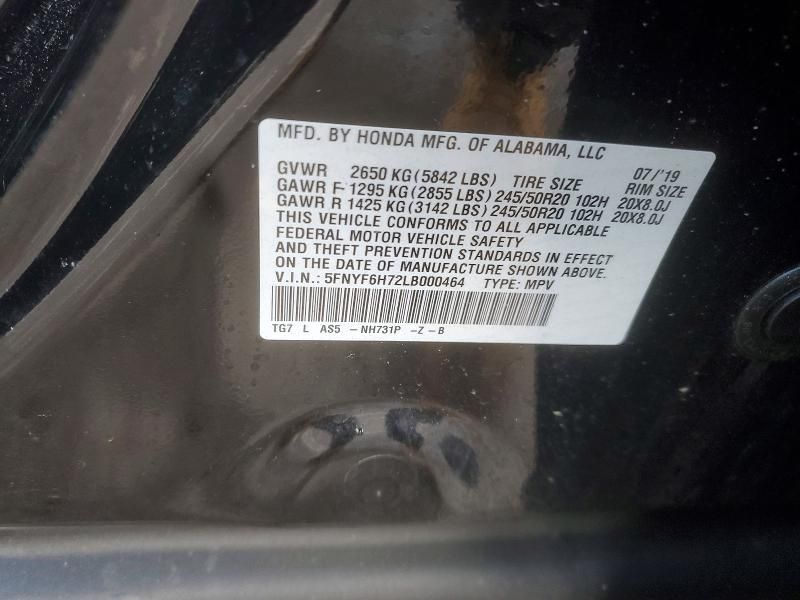 MFD. BY HONDA MFG. OF ALABAMA, LLC 07/'19
GVWR 2650 KG (5842 LBS) TIRE SIZE RIM SIZE
GAWR F-1295 KG (2855 LBS) 245/50R20 102H 20X8.0J
GAWR R 1425 KG (3142 LBS) 245/50R20 102H 20X8.0J
THIS VEHICLE CONFORMS TO ALL APPLICABLE
FEDERAL MOTOR VEHICLE SAFETY
AND THEFT PREVENTION STANDARDS IN EFFECT
ON THE DATE OF MANUFACTURE SHOWN ABOVE.
V.I.N.: 5FNYF6H72LB000464 TYPE: MPV
TG7 L AS5 - NH731P -Z-B